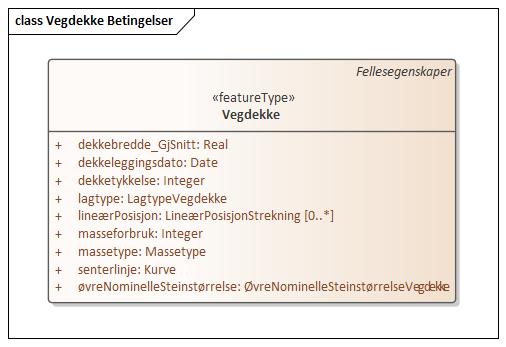 class Vegdekke Betingelser
Fellesegenskaper
«featureType»
Vegdekke
+ dekkebredde_GjSnitt: Real
+ dekkeleggingsdato: Date
+ dekketykkelse: Integer
+ lagtype: LagtypeVegdekke
+ lineærPosisjon: LineærPosisjonStrekning [0..*]
+ masseforbruk: Integer
+ massetype: Massetype
+ senterlinje: Kurve
+ øvreNominelleSteinstørrelse: